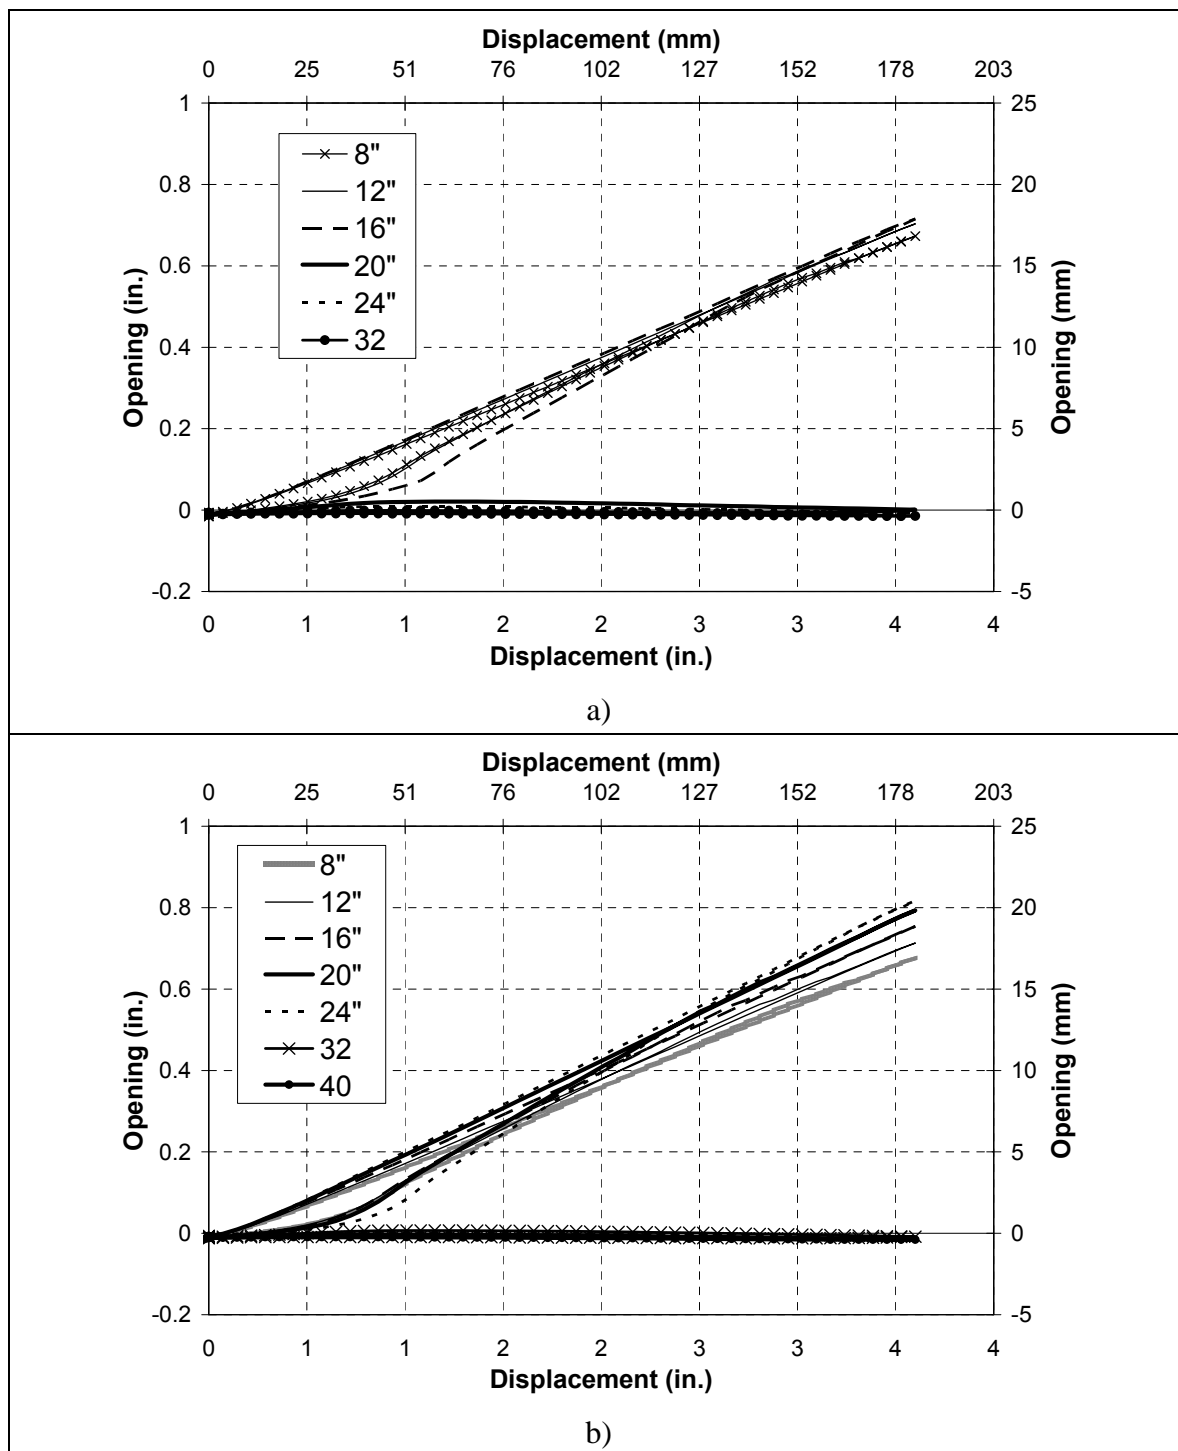 Displacement (mm)
0 25 51 76 102 127 152 178 203
1 25
8"
12"
16"
20"
24"
32
0.8 20
0.6 15
0.4 10
0.2 5
0 0
-0.2 -5
Opening (in.)
Opening (mm)
0 1 1 2 2 3 3 4 4
Displacement (in.)
a)
Displacement (mm)
0 25 51 76 102 127 152 178 203
1 25
8"
12"
16"
20"
24"
32
40
0.8 20
0.6 15
0.4 10
0.2 5
0 0
-0.2 -5
Opening (in.)
Opening (mm)
0 1 1 2 2 3 3 4 4
Displacement (in.)
b)